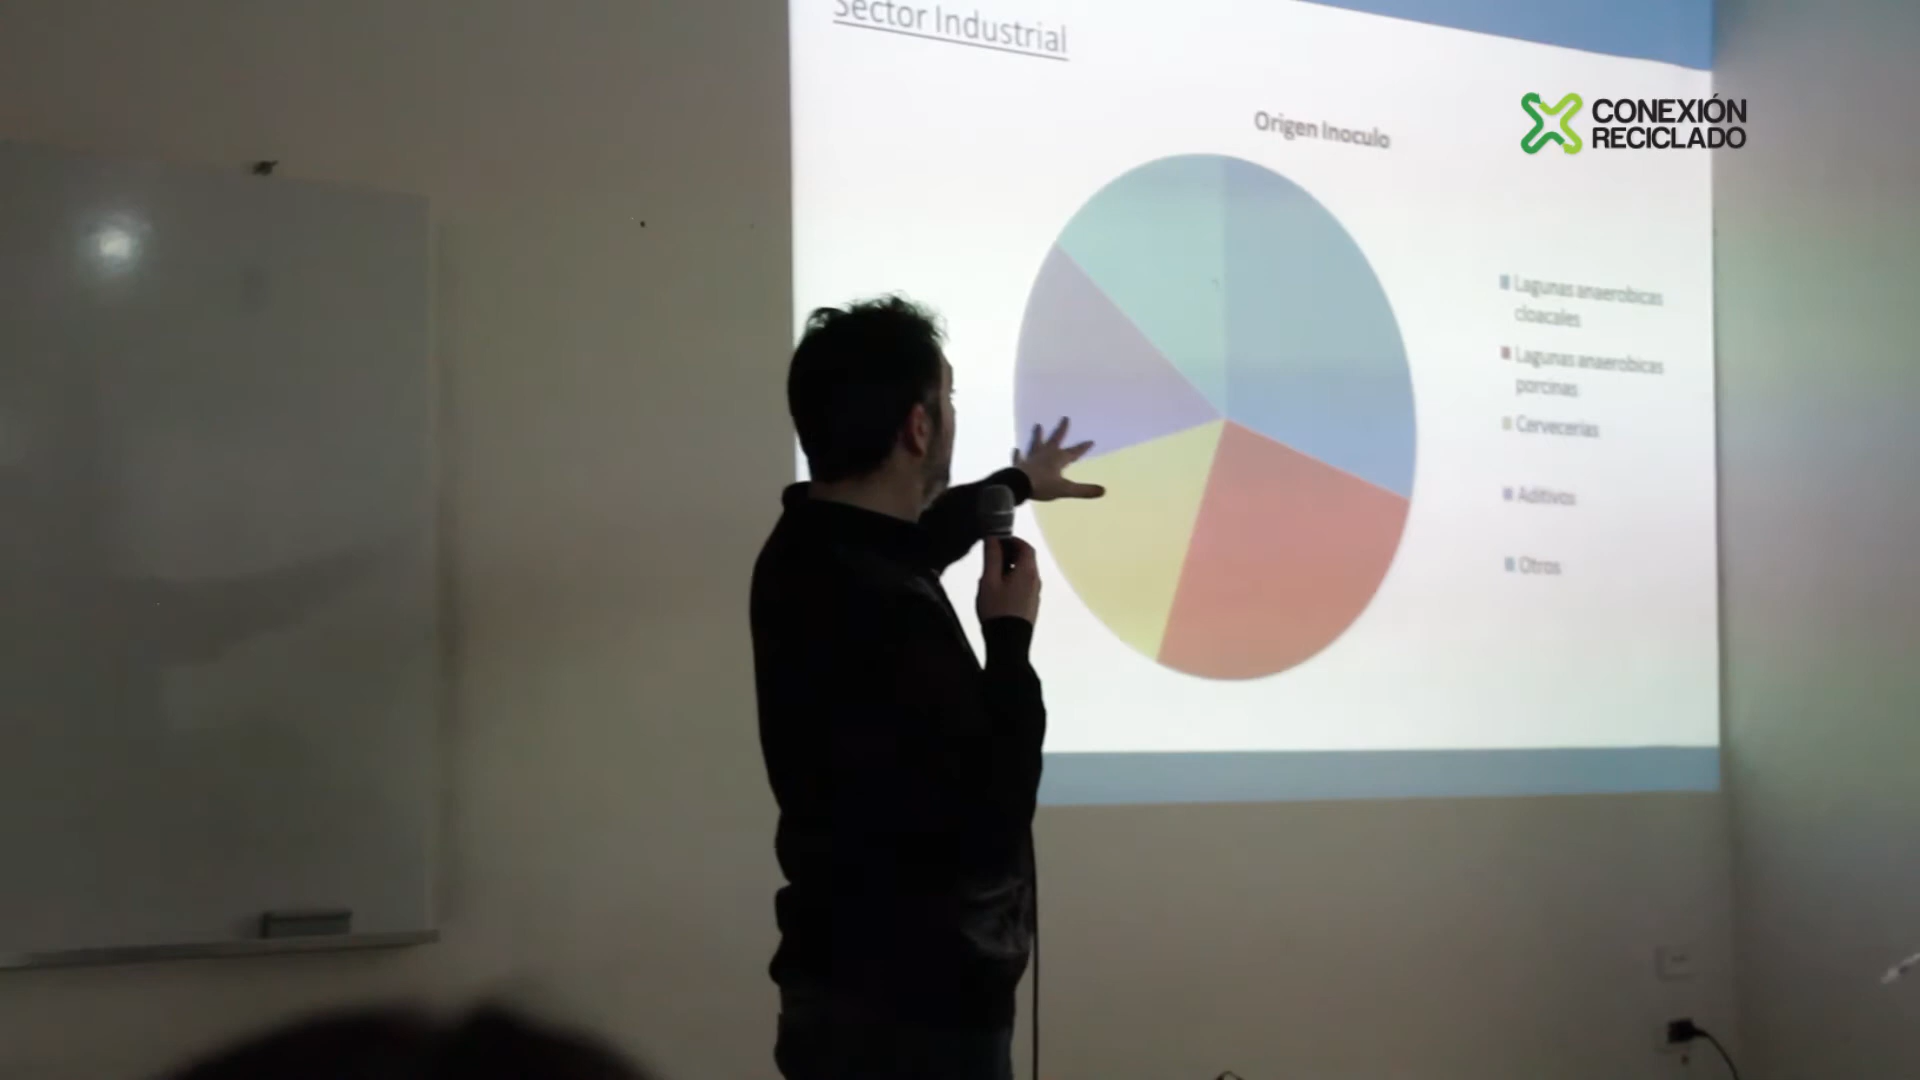 Sector Industrial
Origen Inoculo
CONEXIÓN
RECICLADO
Lagunas anaerobicas
cloacales
Lagunas anaerobicas
porcinas
Cervecerias
Aditivos
Otros